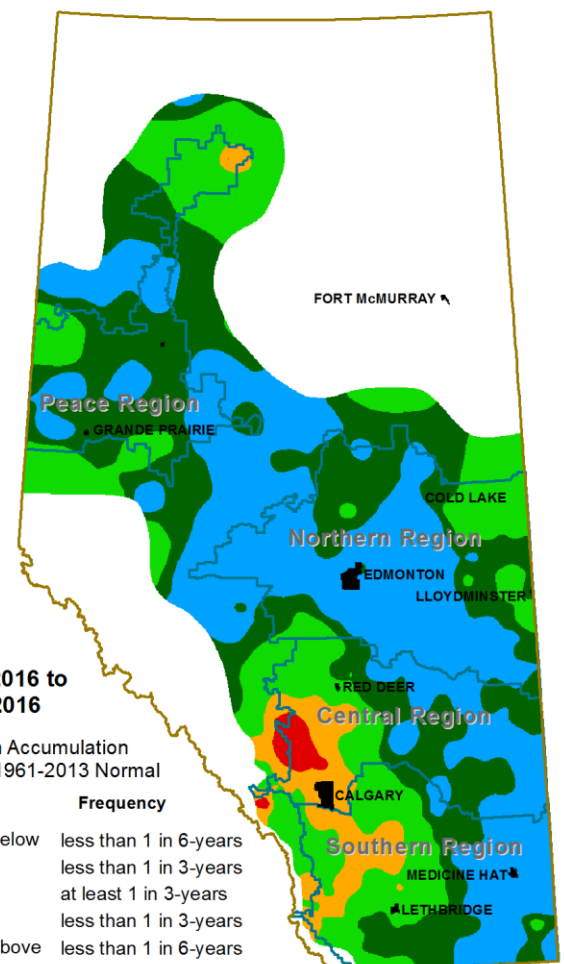 FORT McMURRAY
Peace Region
GRANDE PRAIRIE
COLD LAKE
Northern Region
EDMONTON
LLOYDMINSTER
2016 to
2016
RED DEER
Central Region
Accumulation
1961-2013 Normal
Frequency
CALGARY
less than 1 in 6-years
Southern Region
less than 1 in 3-years
MEDICINE HAT
at least 1 in 3-years
LETHBRIDGE
less than 1 in 3-years
less than 1 in 6-years